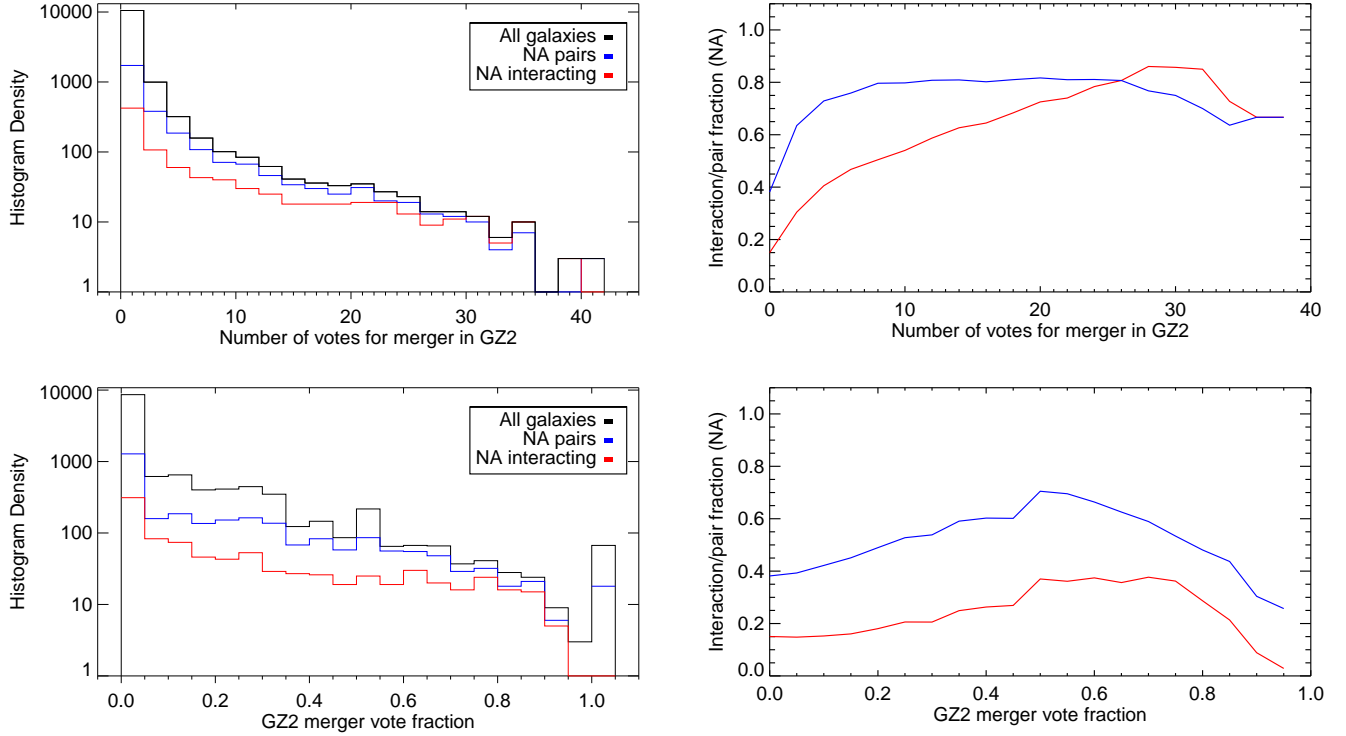 10000
1000
100
10
1
Histogram Density
All galaxies
NA pairs
NA interacting
0 10 20 30 40
Number of votes for merger in GZ2
1.0
0.8
0.6
0.4
0.2
0.0
Interaction/pair fraction (NA)
0 10 20 30 40
Number of votes for merger in GZ2
10000
1000
100
10
1
Histogram Density
All galaxies
NA pairs
NA interacting
0.0 0.2 0.4 0.6 0.8 1.0
GZ2 merger vote fraction
1.0
0.8
0.6
0.4
0.2
0.0
Interaction/pair fraction (NA)
0.0 0.2 0.4 0.6 0.8 1.0
GZ2 merger vote fraction